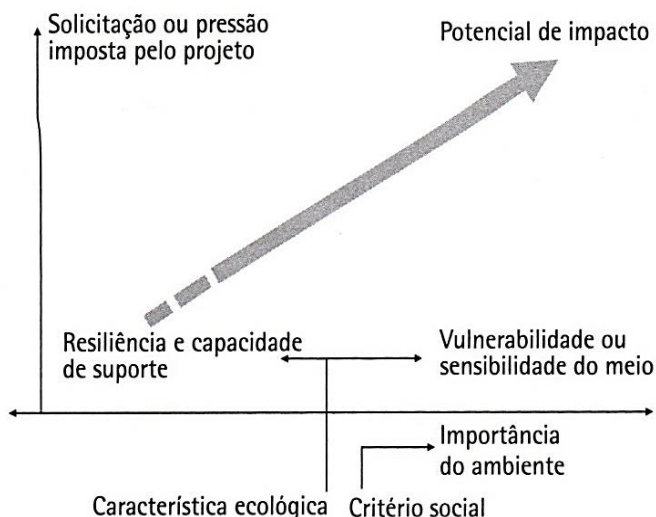 Solicitação ou pressão
imposta pelo projeto
Potencial de impacto
Resiliência e capacidade
de suporte
Vulnerabilidade ou
sensibilidade do meio
Importância
do ambiente
Característica ecológica
Critério social